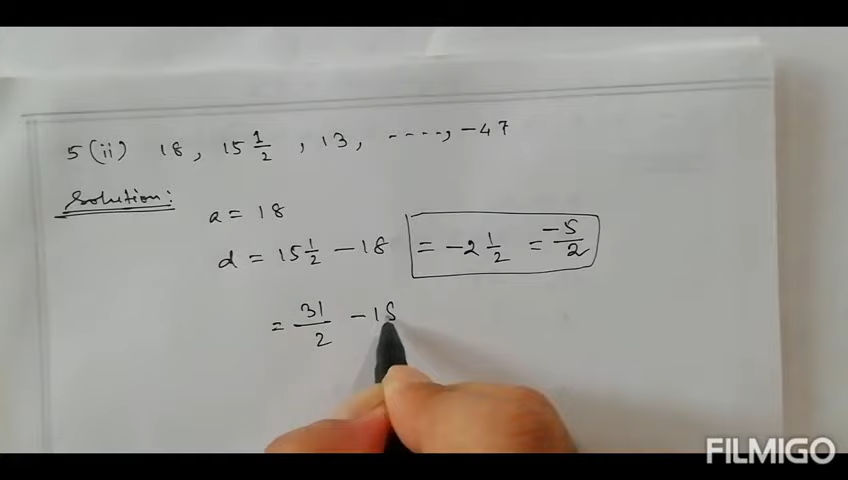 5 (ii) 18, 15 1/2, 13, ----, -47
Solution:
a = 18
d = 15 1/2 - 18 = -2 1/2 = -5/2
= 31/2 - 18
FILMIGO